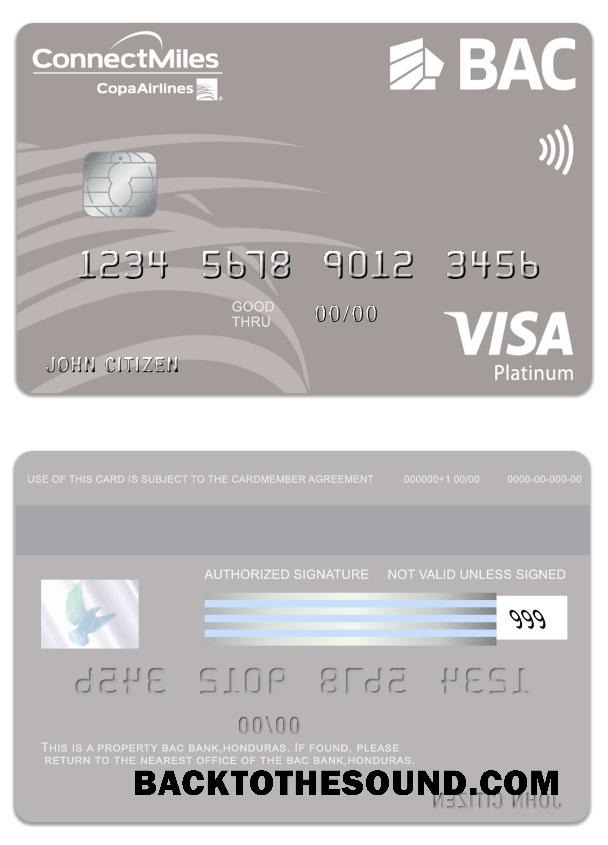 ConnectMiles
CopaAirlines
BAC
1234 5678 9012 3456
GOOD
THRU
00/00
JOHN CITIZEN
VISA
Platinum
USE OF THIS CARD IS SUBJECT TO THE CARDMEMBER AGREEMENT 000000+1 00/00 0000-00-000-00
AUTHORIZED SIGNATURE NOT VALID UNLESS SIGNED
999
1234 5678 9012 3456
00/00
THIS IS A PROPERTY BAC BANK,HONDURAS. IF FOUND, PLEASE
RETURN TO THE NEAREST OFFICE OF THE BAC BANK,HONDURAS.
BACKTOTHESOUND.COM
JOHN CITIZEN